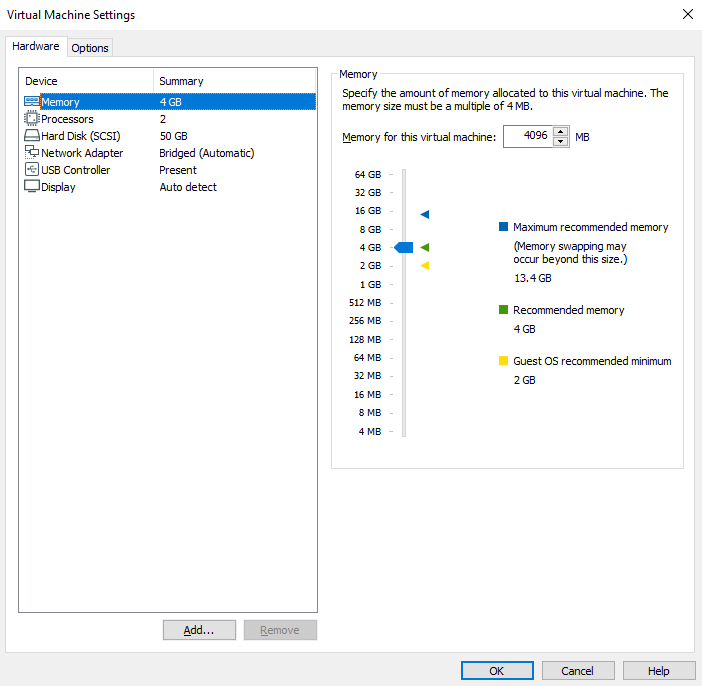 Virtual Machine Settings
Hardware
Options
Device Summary
Memory 4 GB
Processors 2
Hard Disk (SCSI) 50 GB
Network Adapter Bridged (Automatic)
USB Controller Present
Display Auto detect
Add...
Remove
Memory
Specify the amount of memory allocated to this virtual machine. The
memory size must be a multiple of 4 MB.
Memory for this virtual machine: 4096 MB
64 GB
32 GB
16 GB
8 GB
4 GB
2 GB
1 GB
512 MB
256 MB
128 MB
64 MB
32 MB
16 MB
8 MB
4 MB
Maximum recommended memory
(Memory swapping may
occur beyond this size.)
13.4 GB
Recommended memory
4 GB
Guest OS recommended minimum
2 GB
OK
Cancel
Help